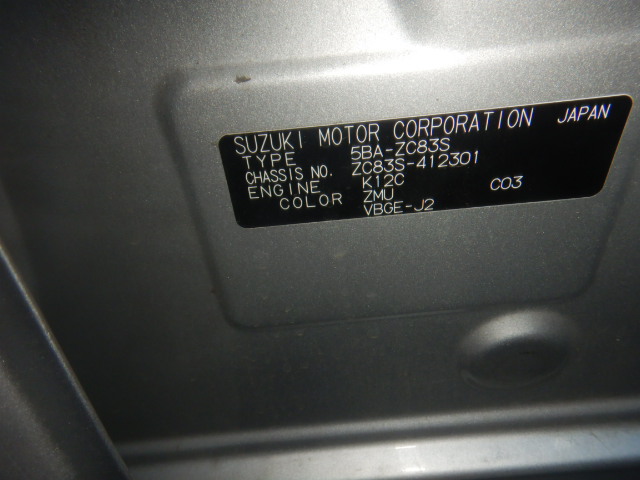 SUZUKI MOTOR CORPORATION JAPAN
TYPE 5BA-ZC83S
CHASSIS NO. ZC83S-412301
ENGINE K12C C03
COLOR ZMU
VBGE-J2